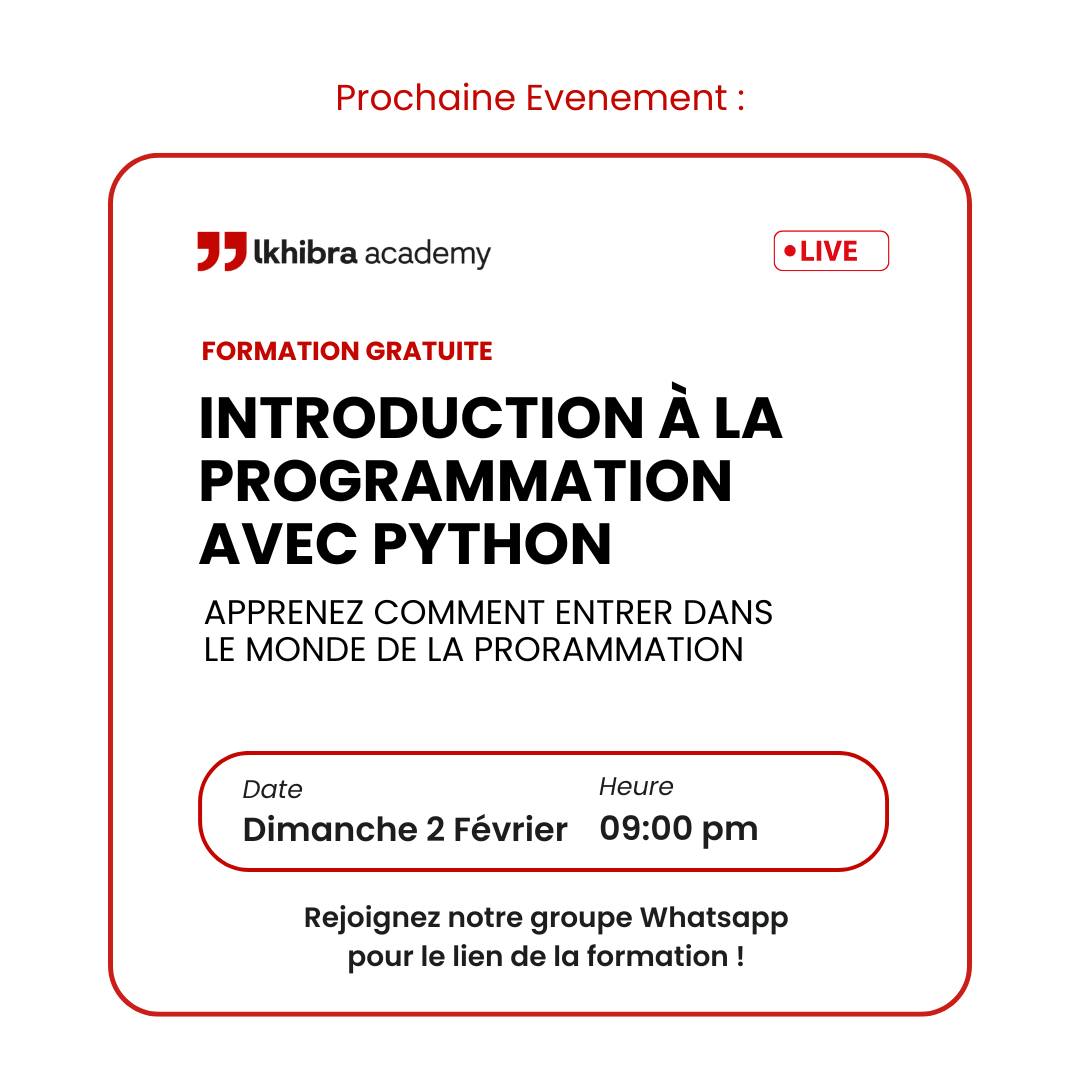 Prochaine Evenement :
lkhibra academy
LIVE
FORMATION GRATUITE
INTRODUCTION À LA
PROGRAMMATION
AVEC PYTHON
APPRENEZ COMMENT ENTRER DANS
LE MONDE DE LA PRORAMMATION
Date
Dimanche 2 Février
Heure
09:00 pm
Rejoignez notre groupe Whatsapp
pour le lien de la formation !